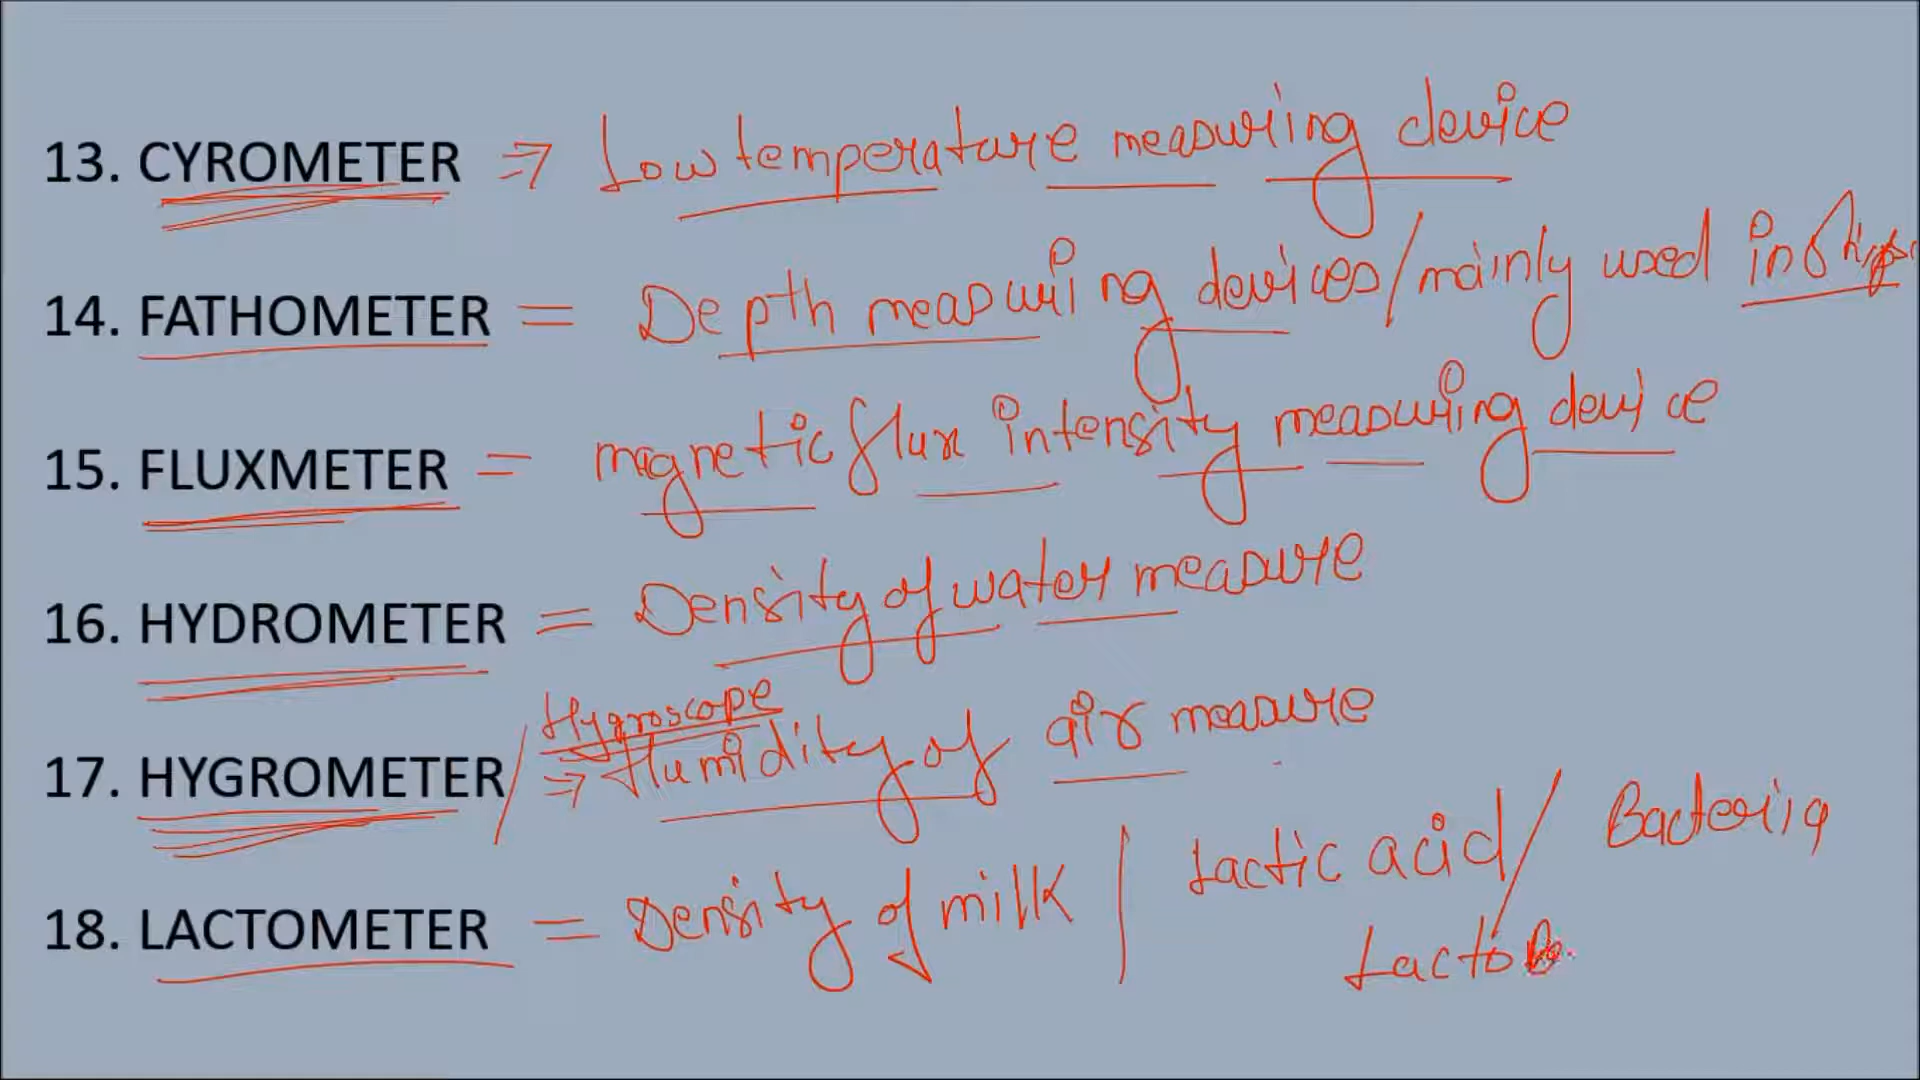 13. CYROMETER => Low temperature measuring device
14. FATHOMETER = Depth measuring devices/mainly used in ships
15. FLUXMETER = magnetic flux intensity measuring device
16. HYDROMETER = Density of water measure
17. HYGROMETER / Hygroscope
=> Humidity of air measure
18. LACTOMETER = Density of milk | Lactic acid / Bacteria
Lactob